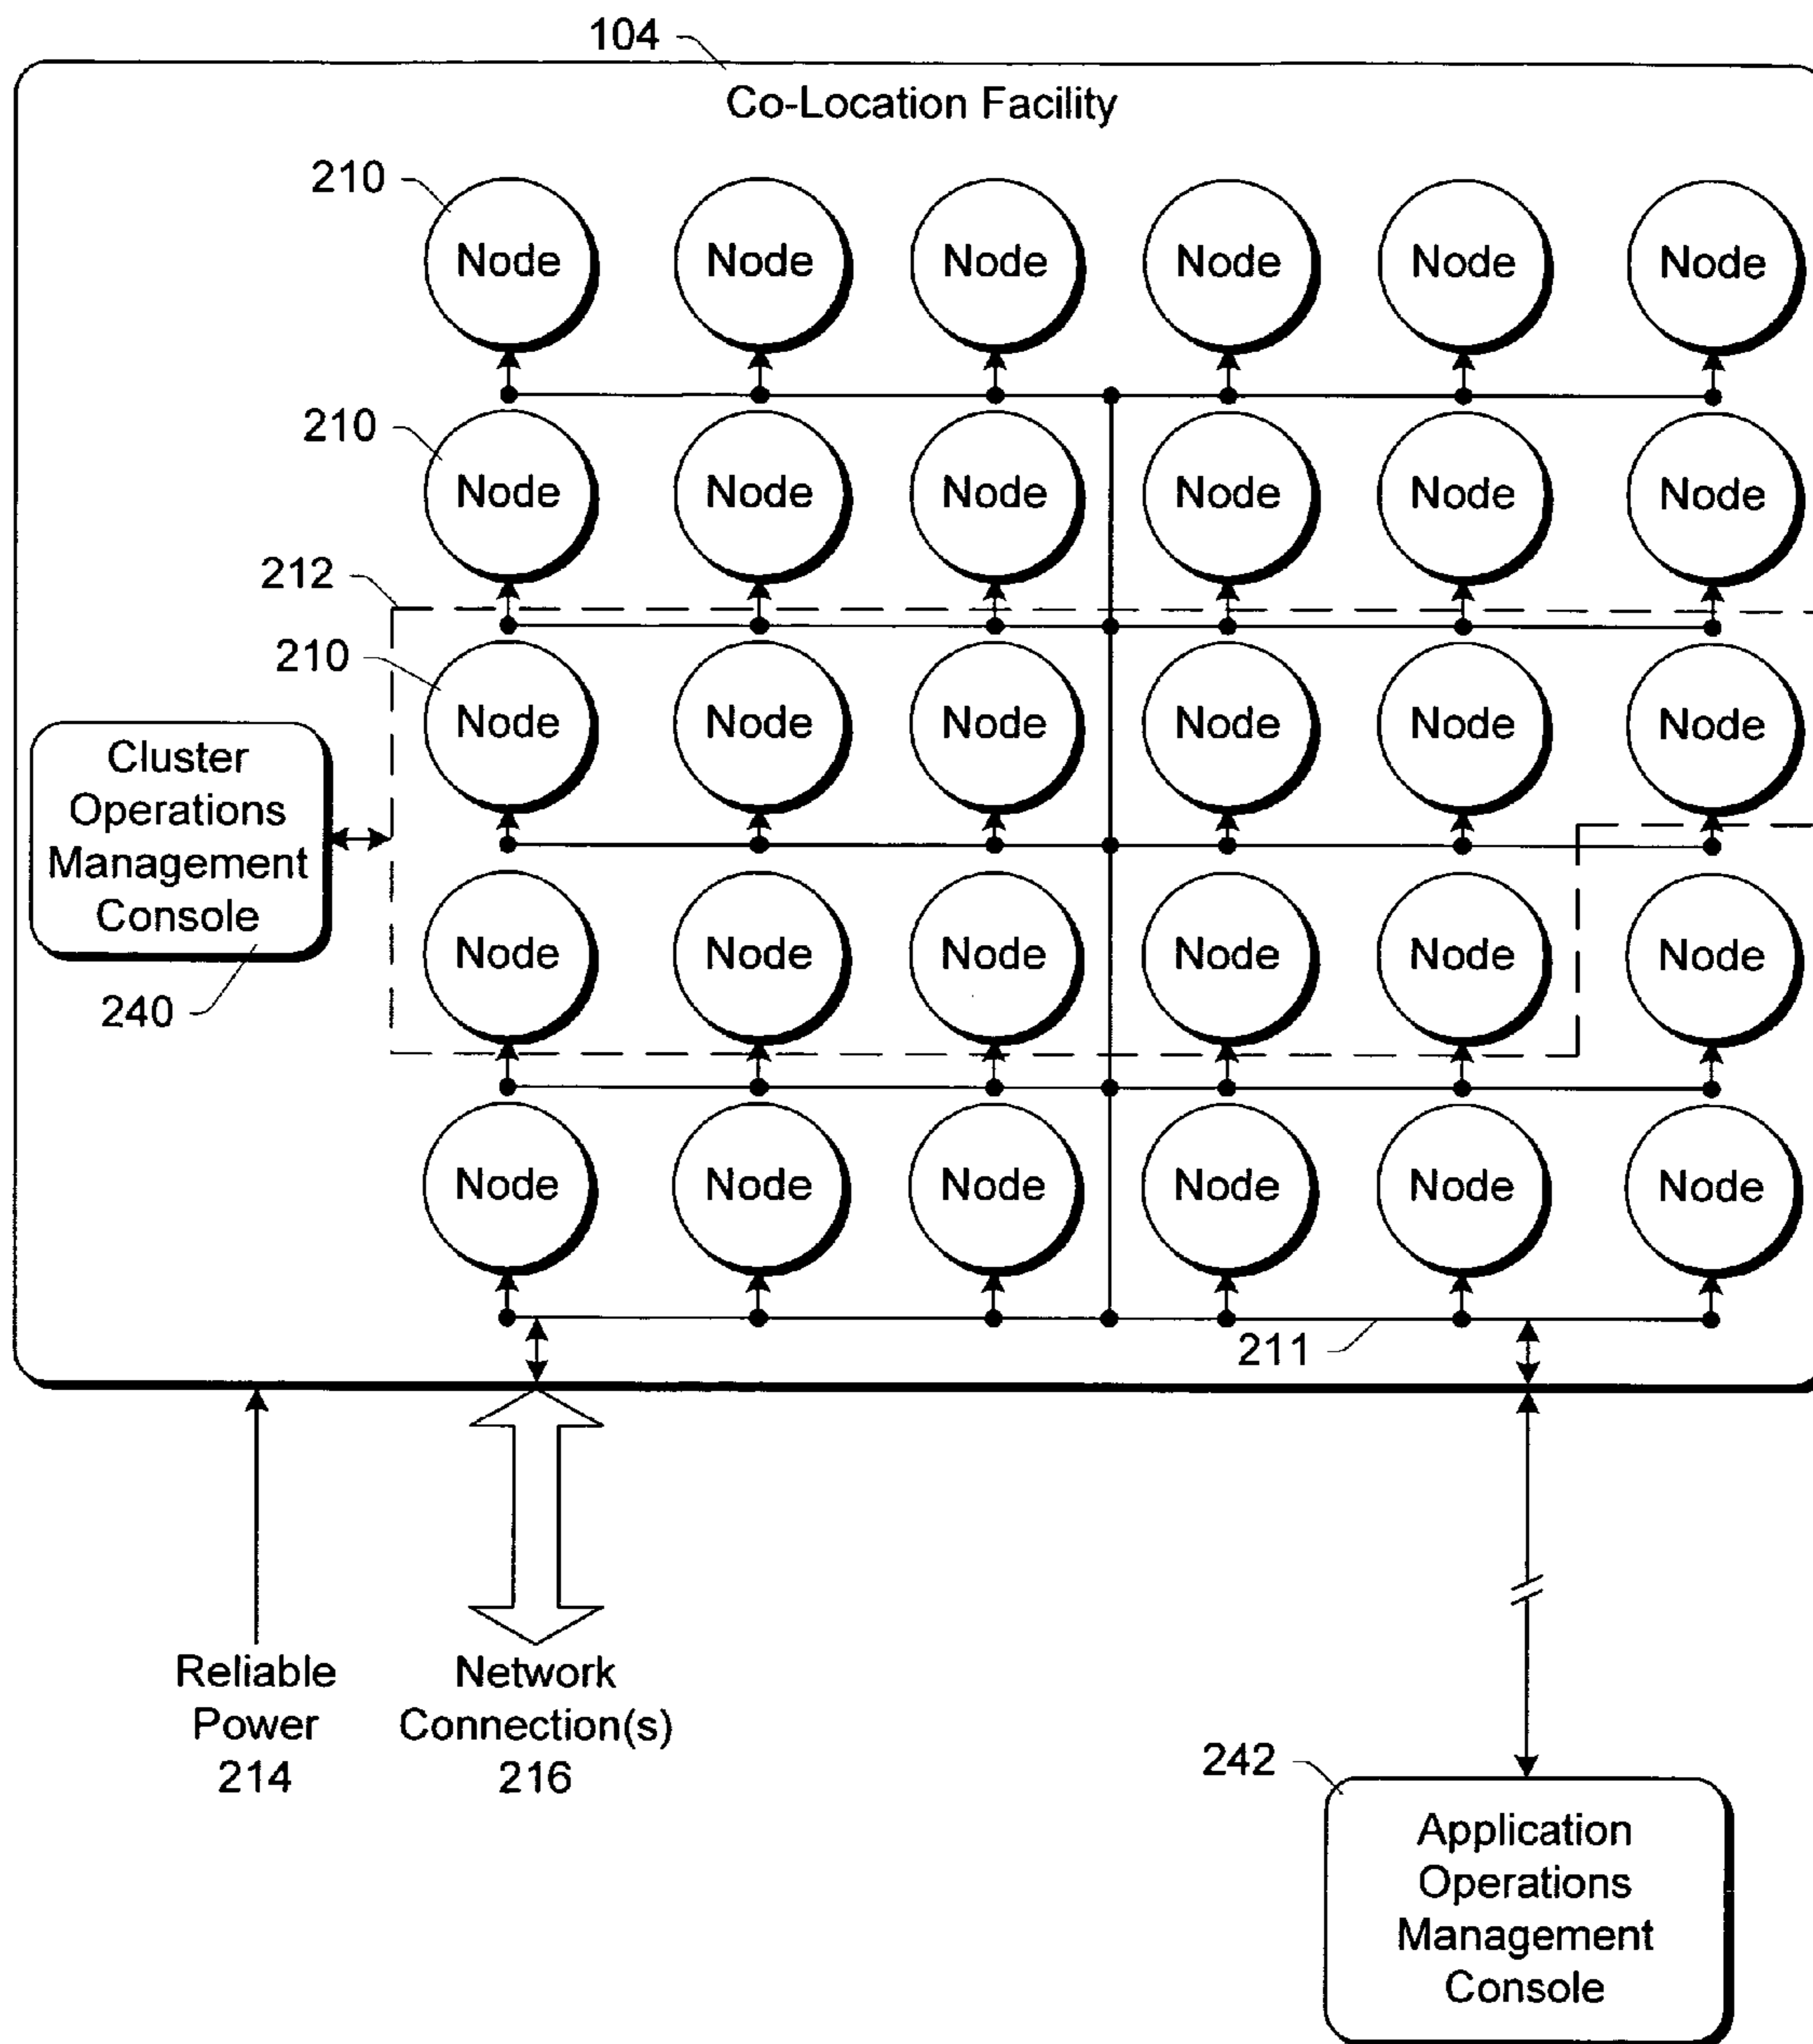 104
Co-Location Facility
210
Node Node Node Node Node Node
210
Node Node Node Node Node Node
212
210
Node Node Node Node Node Node
Cluster
Operations
Management
Console
240
Node Node Node Node Node Node
Node Node Node Node Node Node
211
Reliable
Power
214
Network
Connection(s)
216
242
Application
Operations
Management
Console